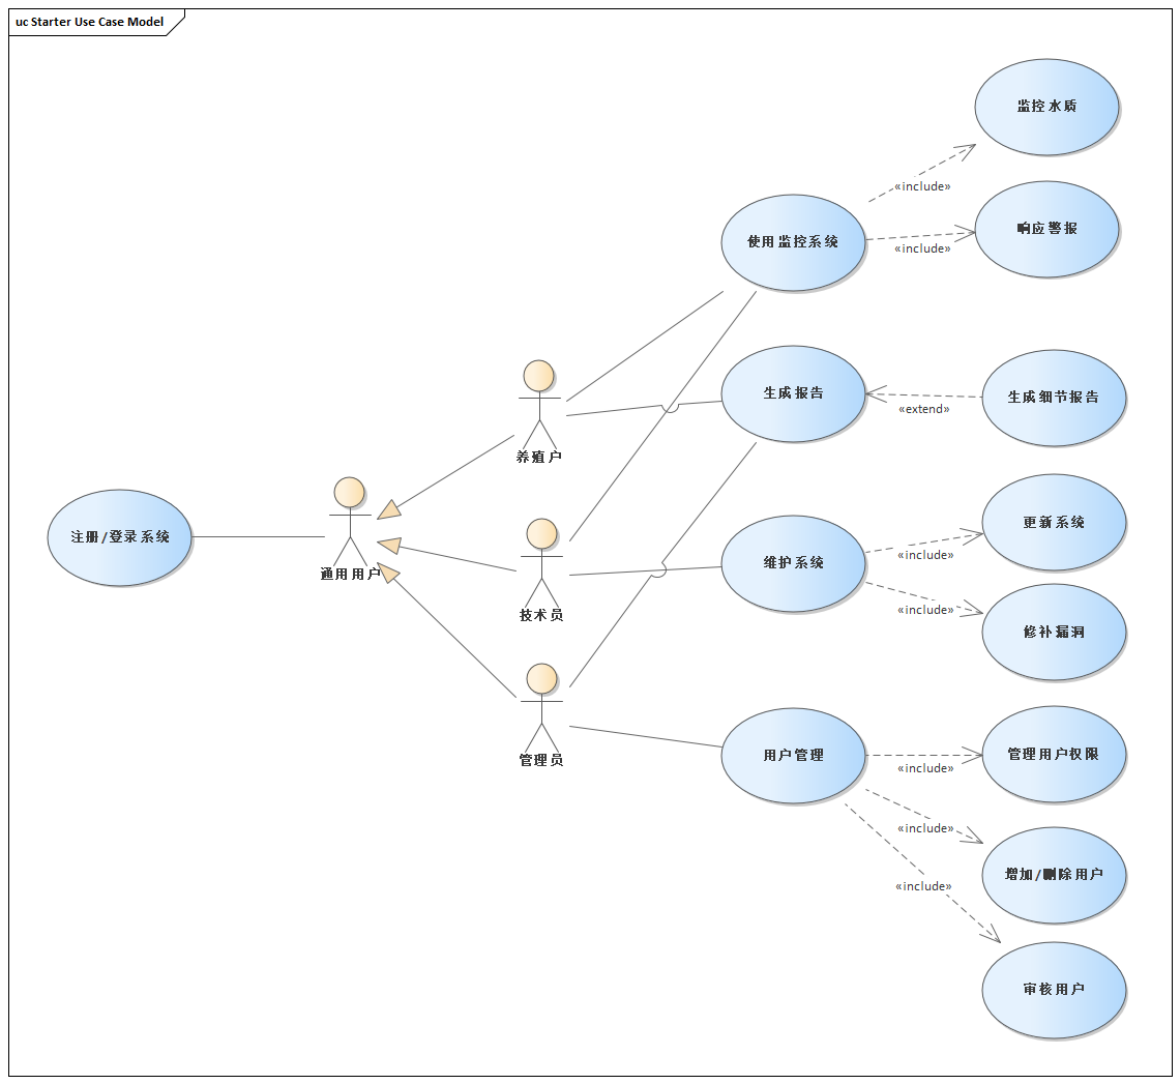 uc Starter Use Case Model
监控水质
«include»
响应警报
使用监控系统
«include»
生成报告
生成细节报告
«extend»
养殖户
注册/登录系统
通用用户
更新系统
«include»
维护系统
技术员
«include»
修补漏洞
管理员
用户管理
管理用户权限
«include»
«include»
增加/删除用户
«include»
审核用户